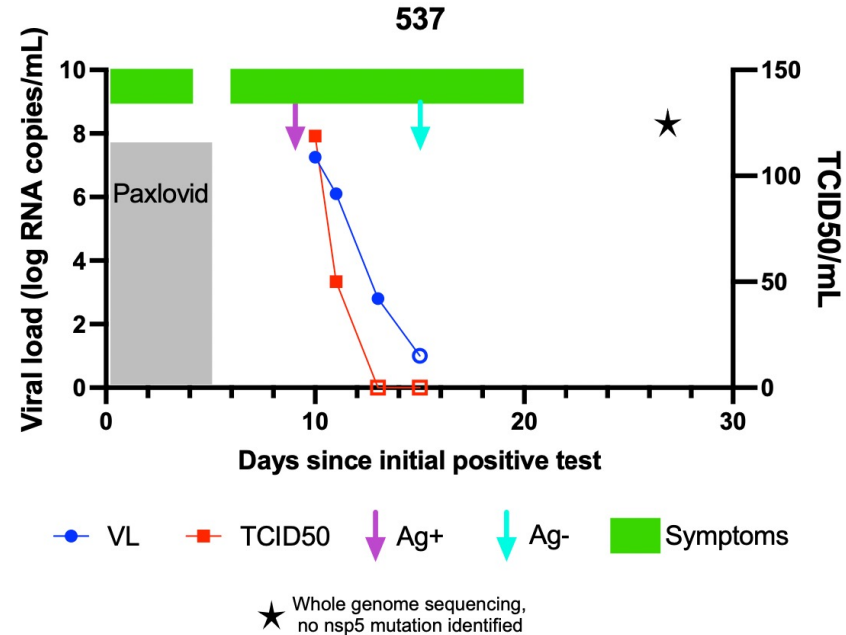 537
Viral load (log RNA copies/mL)
10
8
6
4
2
0
Paxlovid
150
100
50
0
TCID50/mL
0
10
20
30
Days since initial positive test
VL
TCID50
Ag+
Ag-
Symptoms
Whole genome sequencing,
no nsp5 mutation identified